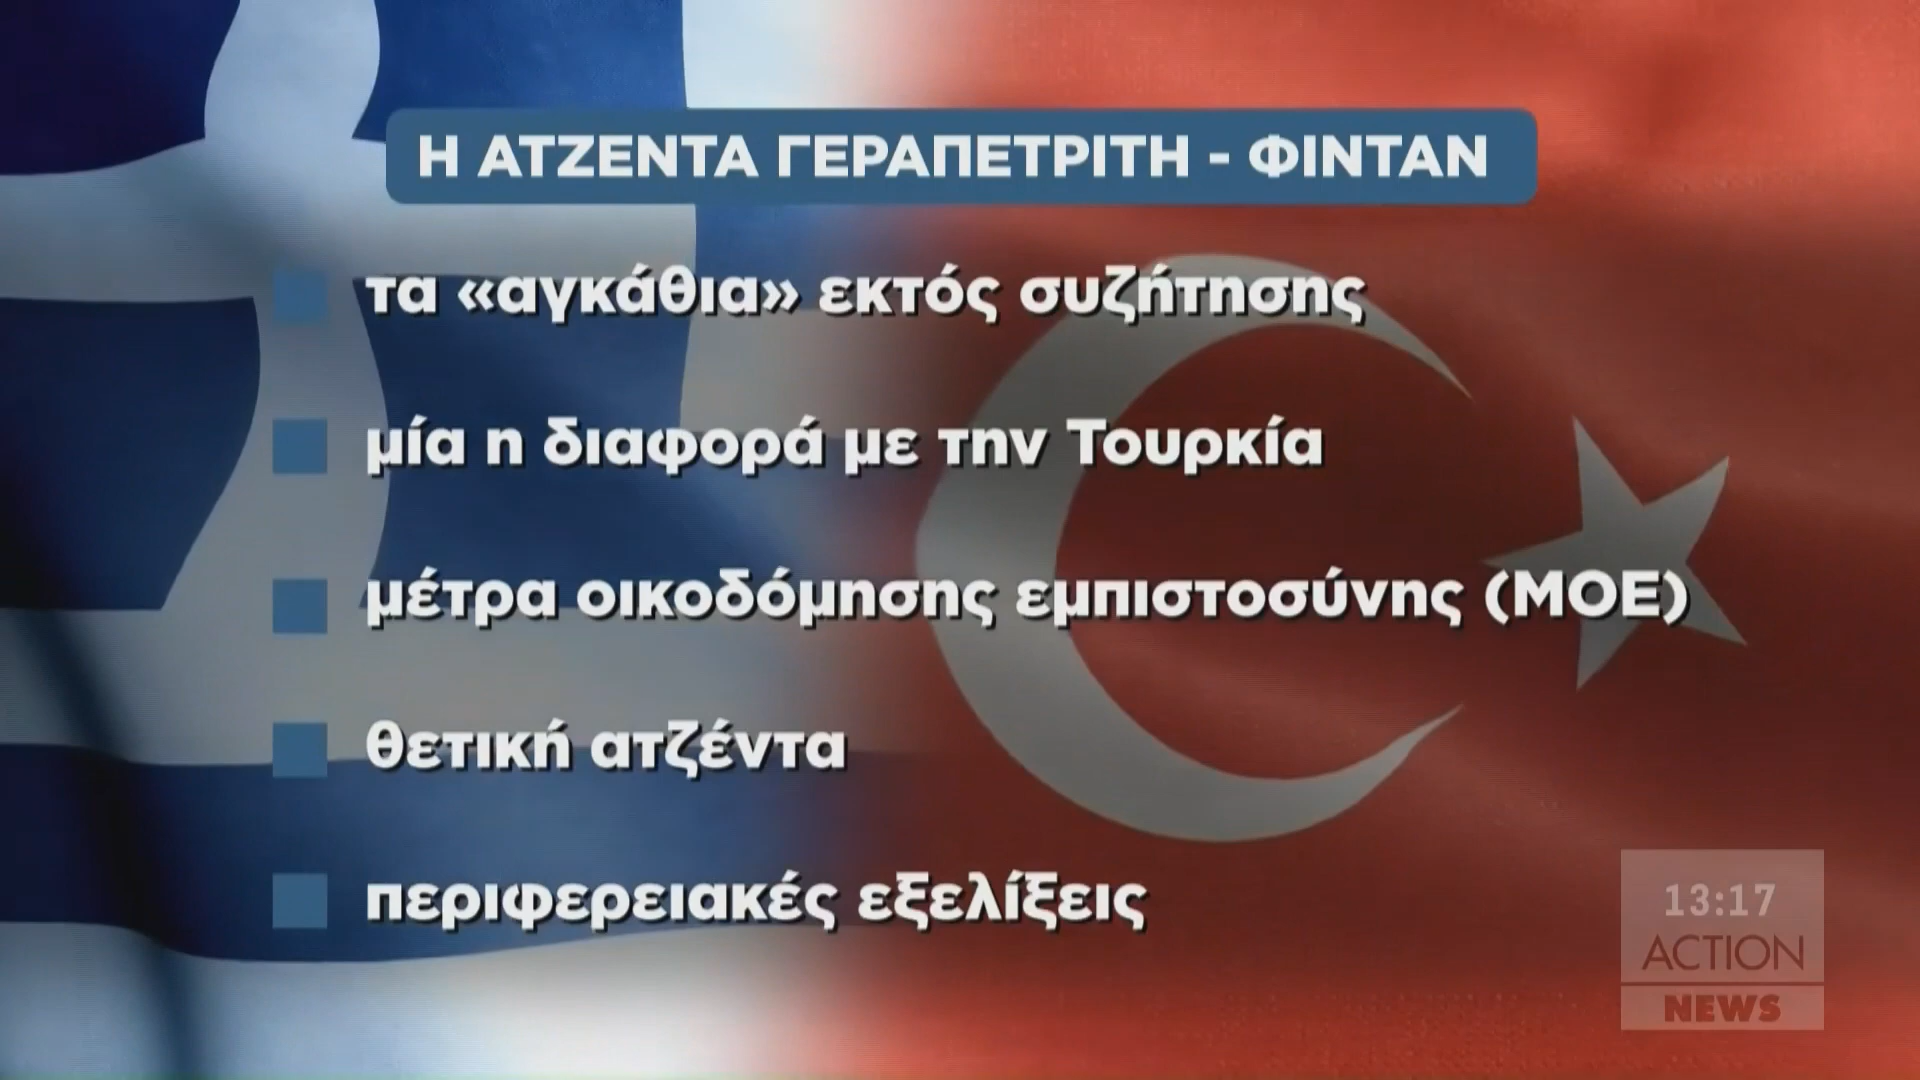 Η ΑΤΖΕΝΤΑ ΓΕΡΑΠΕΤΡΙΤΗ - ΦΙΝΤΑΝ
τα «αγκάθια» εκτός συζήτησης
μία η διαφορά με την Τουρκία
μέτρα οικοδόμησης εμπιστοσύνης (ΜΟΕ)
θετική ατζέντα
περιφερειακές εξελίξεις
13:17
ACTION
NEWS